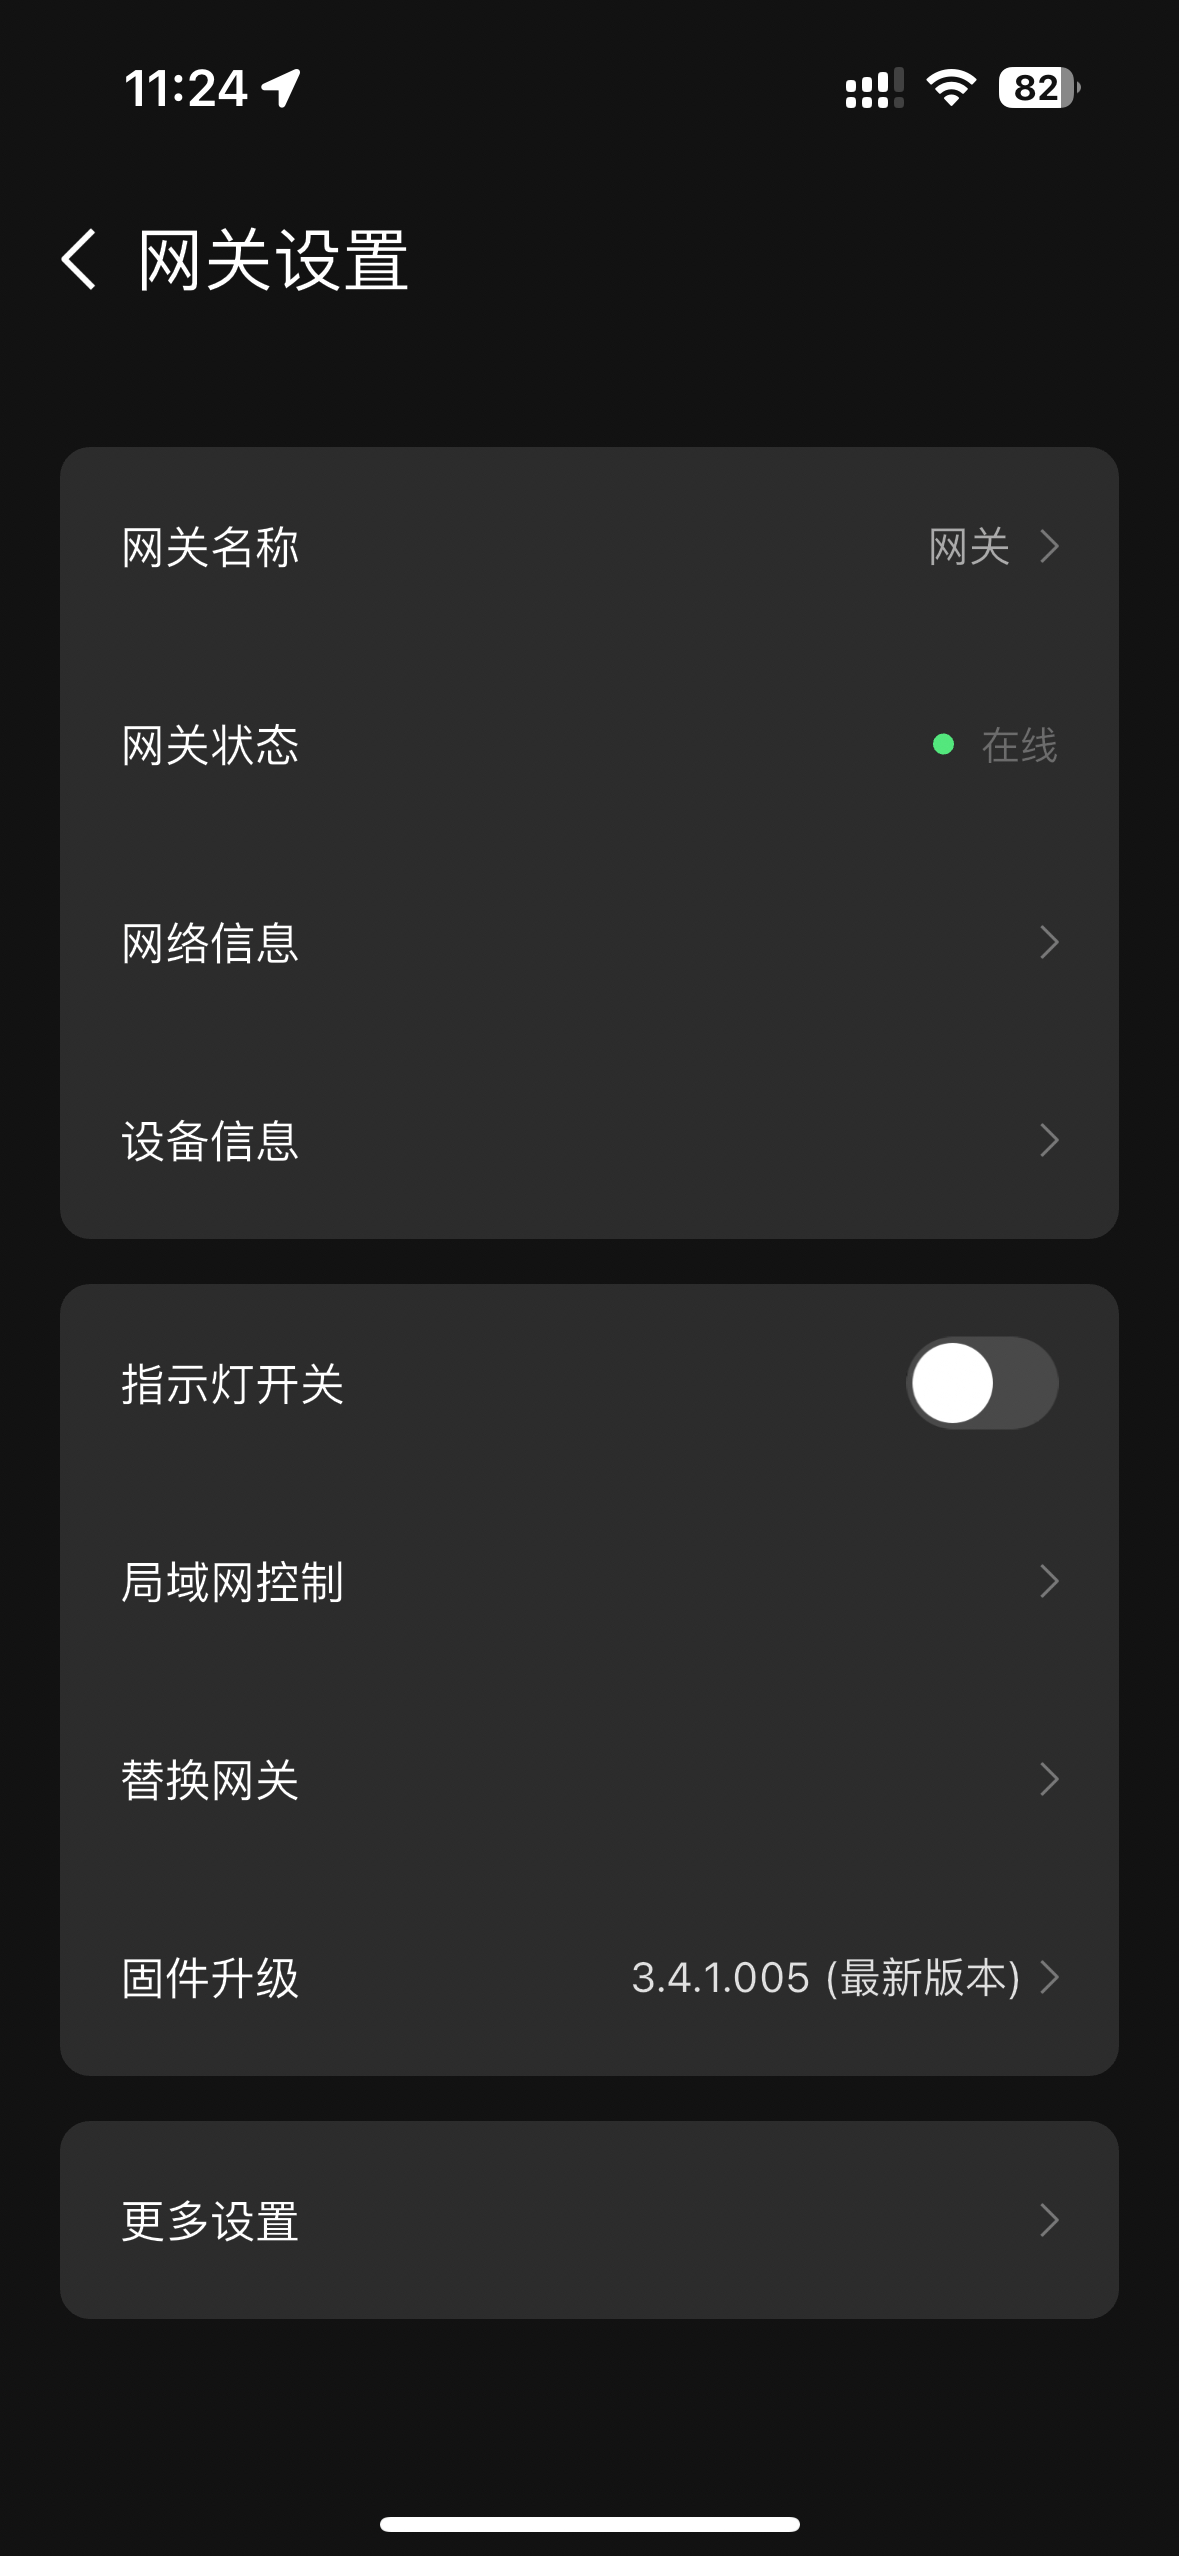 11:24
82
网关设置
网关名称 网关
网关状态 在线
网络信息
设备信息
指示灯开关
局域网控制
替换网关
固件升级 3.4.1.005 (最新版本)
更多设置